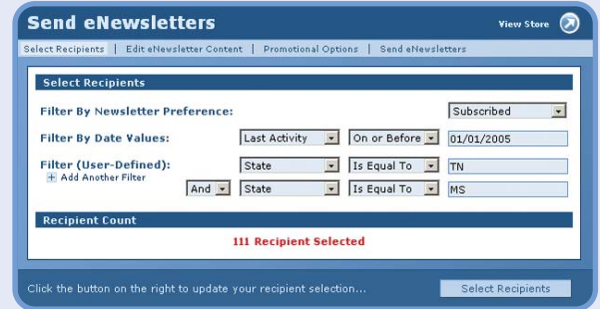 Send eNewsletters
View Store
Select Recipients | Edit eNewsletter Content | Promotional Options | Send eNewsletters
Select Recipients
Filter By Newsletter Preference: Subscribed
Filter By Date Values: Last Activity On or Before 01/01/2005
Filter (User-Defined): State Is Equal To TN
Add Another Filter
And State Is Equal To MS
Recipient Count
111 Recipient Selected
Click the button on the right to update your recipient selection... Select Recipients